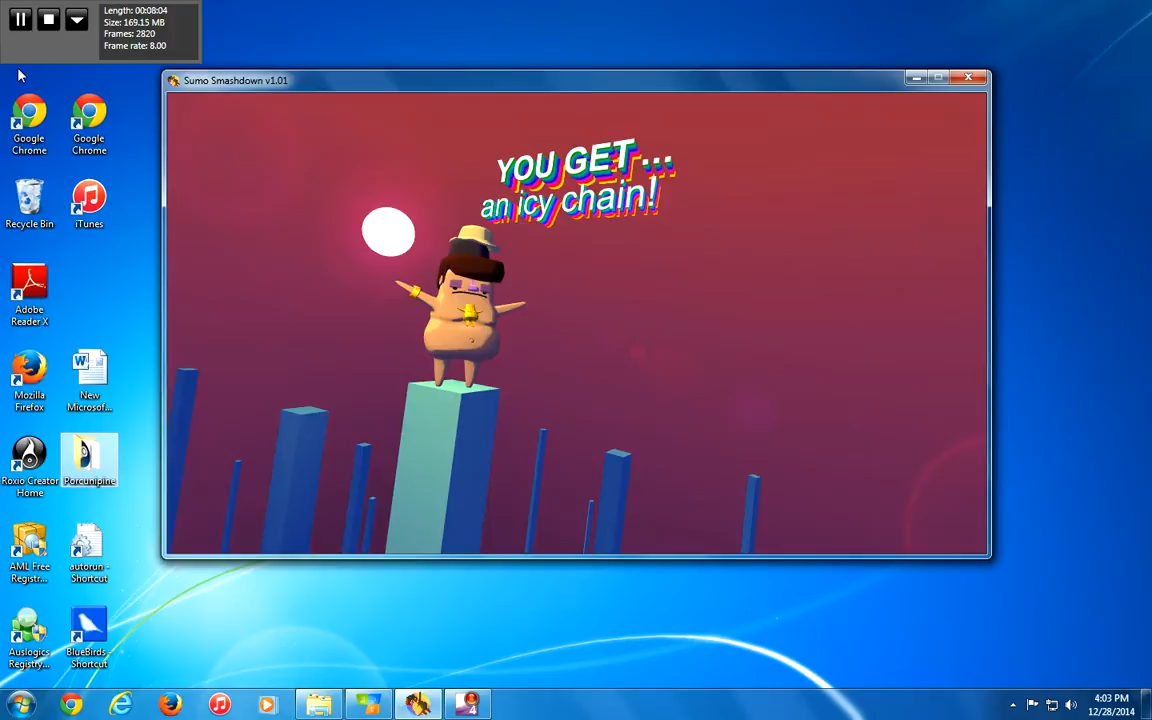 Length: 00:08:04
Size: 169.15 MB
Frames: 2820
Frame rate: 8.00
Sumo Smashdown v1.01
YOU GET ...
an icy chain!
Google
Chrome
Google
Chrome
Recycle Bin
iTunes
Adobe
Reader X
Mozilla
Firefox
New
Microsof...
Roxio Creator
Home
Porcunipine
AML Free
Registr...
autorun -
Shortcut
Auslogics
Registry...
BlueBirds -
Shortcut
4
4:03 PM
12/28/2014